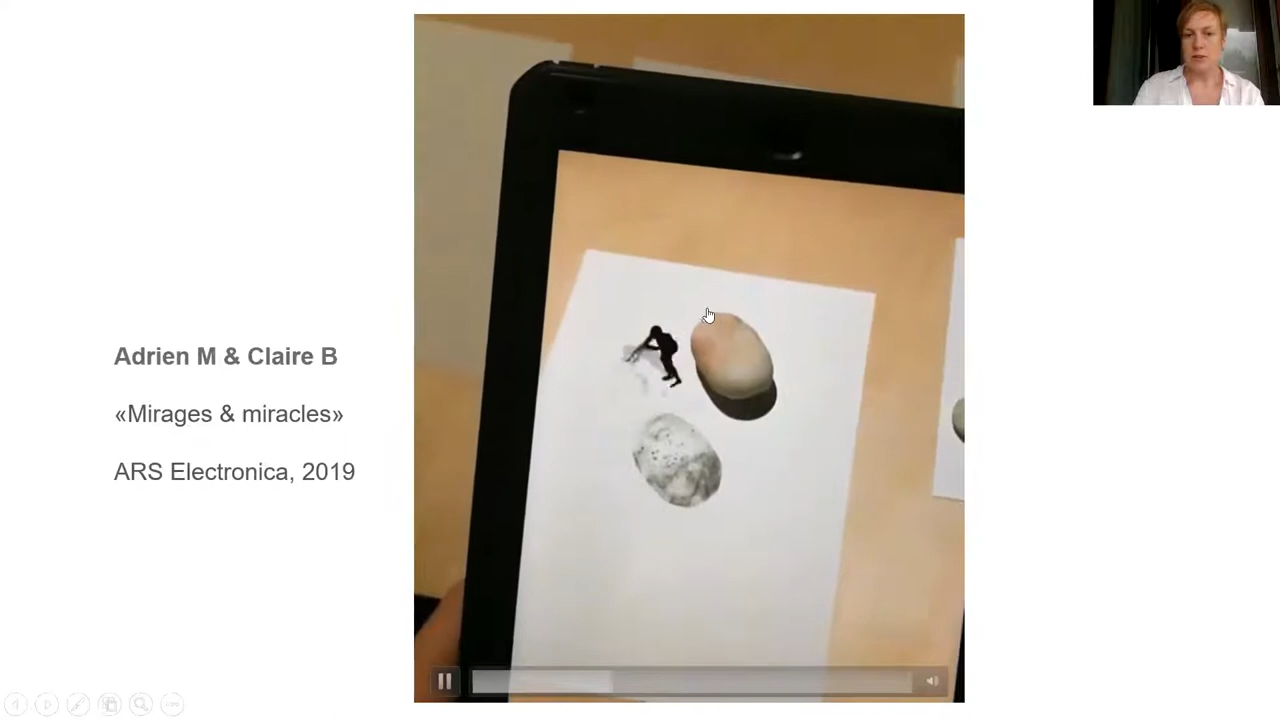 Adrien M & Claire B
«Mirages & miracles»
ARS Electronica, 2019